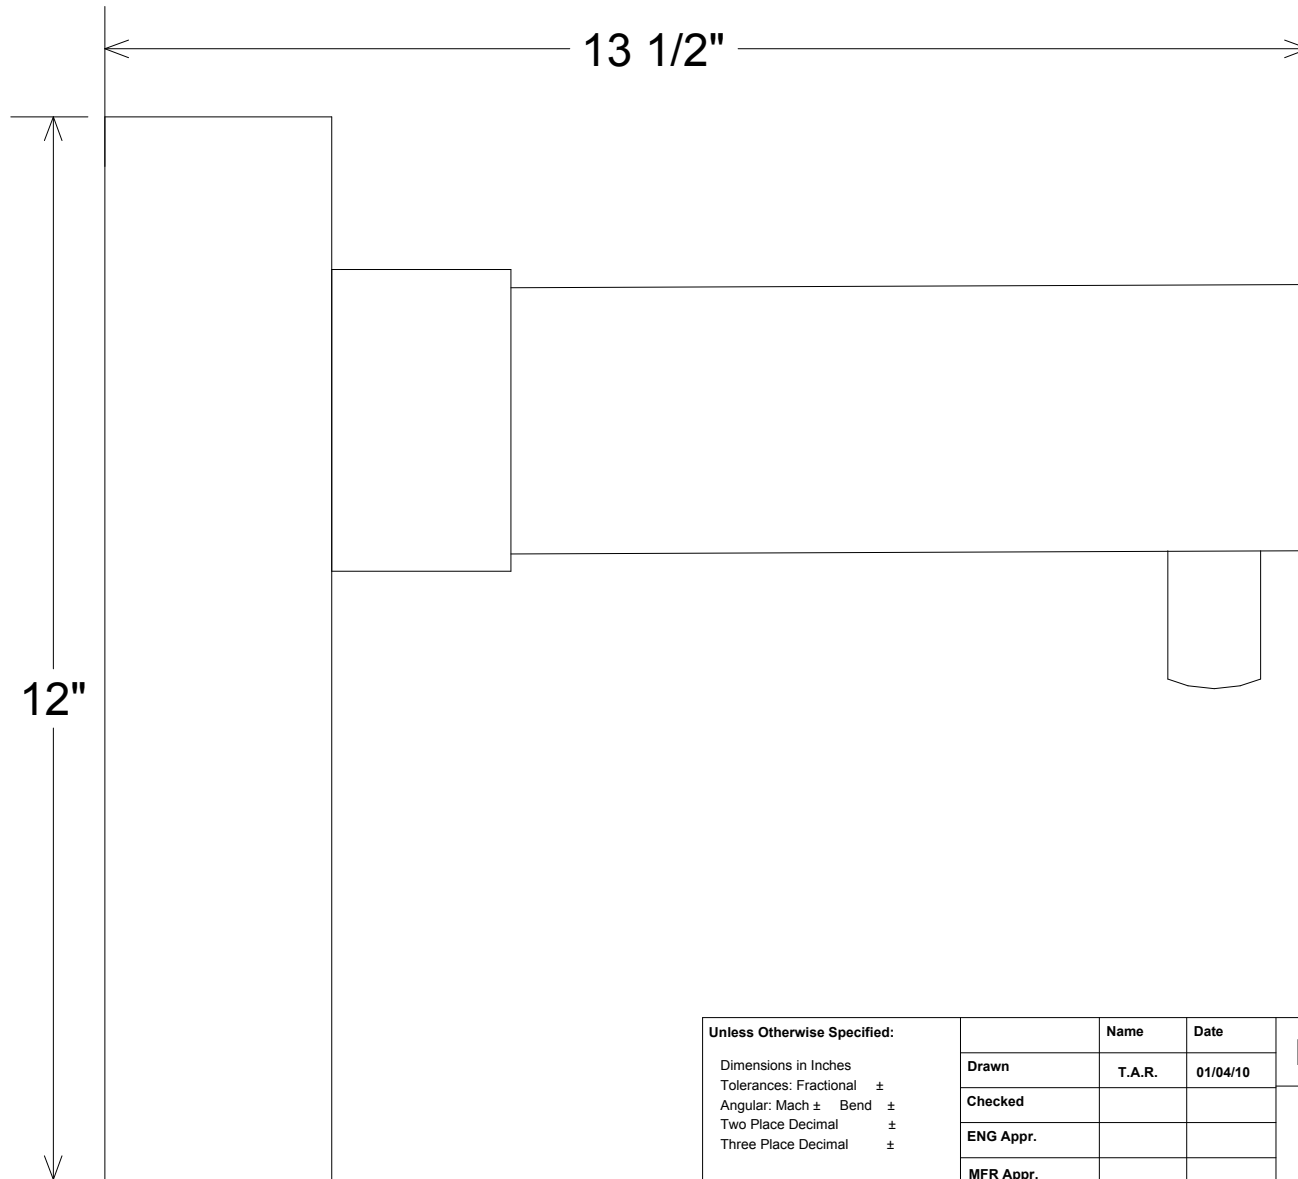 13 1/2"
12"
Unless Otherwise Specified:
Dimensions in Inches
Tolerances: Fractional ±
Angular: Mach ± Bend ±
Two Place Decimal ±
Three Place Decimal ±
Name Date
Drawn T.A.R. 01/04/10
Checked
ENG Appr.
MFR Appr.